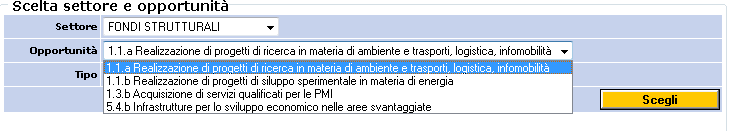 Scelta settore e opportunità
Settore FONDI STRUTTURALI
Opportunità 1.1.a Realizzazione di progetti di ricerca in materia di ambiente e trasporti, logistica, infomobilità
1.1.a Realizzazione di progetti di ricerca in materia di ambiente e trasporti, logistica, infomobilità
Tipo 1.1.b Realizzazione di progetti di siluppo sperimentale in materia di energia
1.3.b Acquisizione di servizi qualificati per le PMI
5.4.b Infrastrutture per lo sviluppo economico nelle aree svantaggiate
Scegli